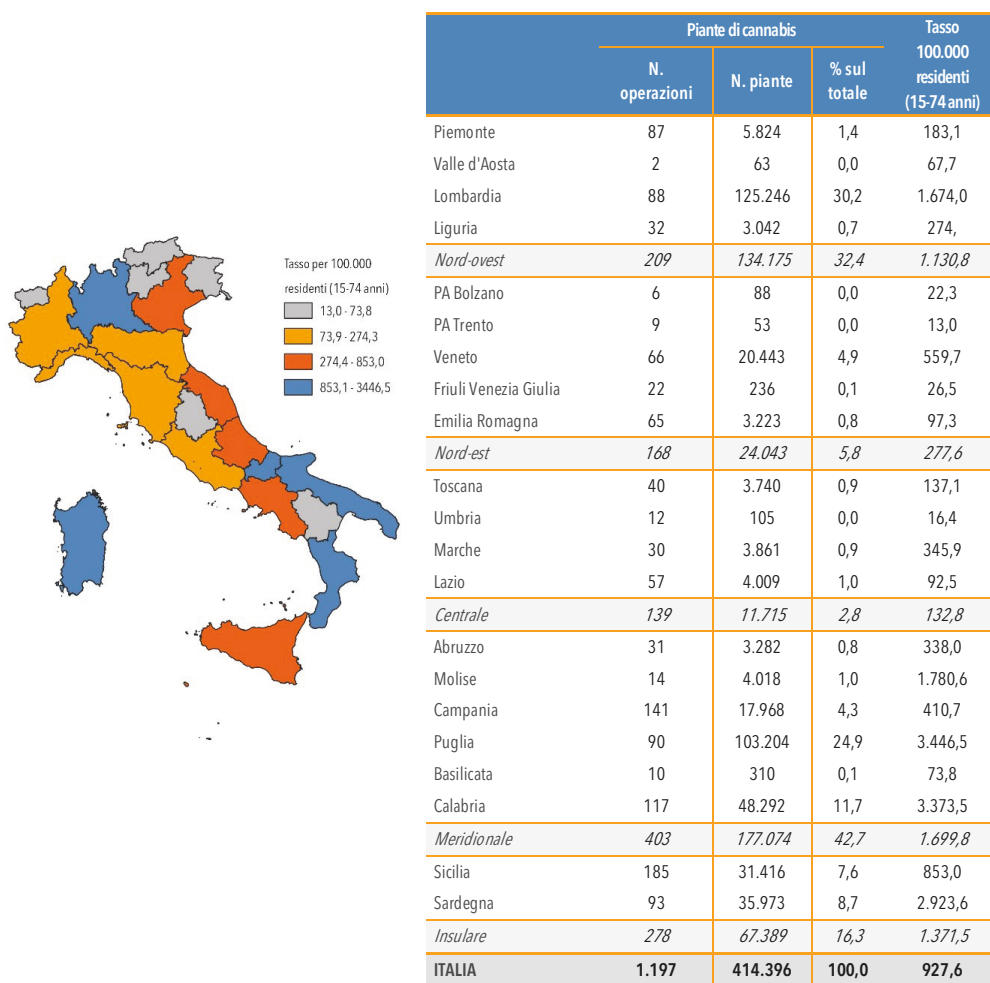 Tasso per 100.000
residenti (15-74 anni)
13,0 - 73,8
73,9 - 274,3
274,4 - 853,0
853,1 - 3446,5
Piante di cannabis
Tasso
100.000
residenti
(15-74 anni)
N.
operazioni
N. piante
% sul
totale
Piemonte 87 5.824 1,4 183,1
Valle d'Aosta 2 63 0,0 67,7
Lombardia 88 125.246 30,2 1.674,0
Liguria 32 3.042 0,7 274,
Nord-ovest 209 134.175 32,4 1.130,8
PA Bolzano 6 88 0,0 22,3
PA Trento 9 53 0,0 13,0
Veneto 66 20.443 4,9 559,7
Friuli Venezia Giulia 22 236 0,1 26,5
Emilia Romagna 65 3.223 0,8 97,3
Nord-est 168 24.043 5,8 277,6
Toscana 40 3.740 0,9 137,1
Umbria 12 105 0,0 16,4
Marche 30 3.861 0,9 345,9
Lazio 57 4.009 1,0 92,5
Centrale 139 11.715 2,8 132,8
Abruzzo 31 3.282 0,8 338,0
Molise 14 4.018 1,0 1.780,6
Campania 141 17.968 4,3 410,7
Puglia 90 103.204 24,9 3.446,5
Basilicata 10 310 0,1 73,8
Calabria 117 48.292 11,7 3.373,5
Meridionale 403 177.074 42,7 1.699,8
Sicilia 185 31.416 7,6 853,0
Sardegna 93 35.973 8,7 2.923,6
Insulare 278 67.389 16,3 1.371,5
ITALIA 1.197 414.396 100,0 927,6